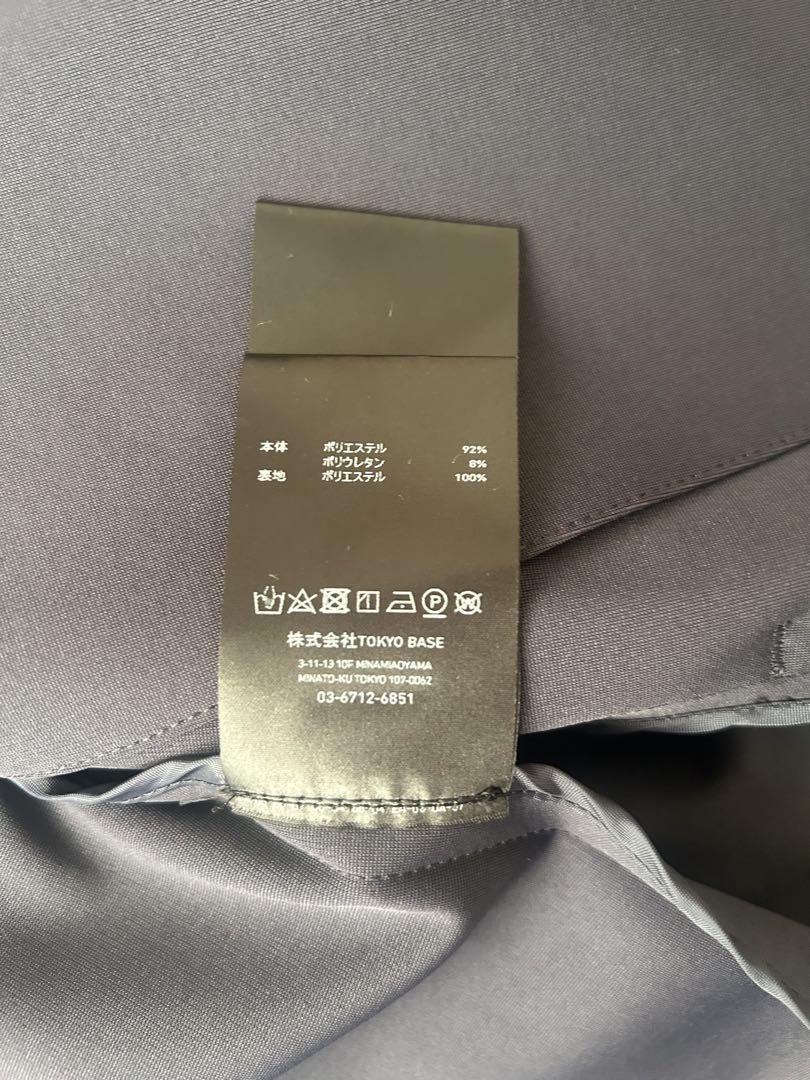 本体 ポリエステル 92%
ポリウレタン 8%
裏地 ポリエステル 100%
株式会社TOKYO BASE
3-11-13 10F MINAMIAOYAMA
MINATO-KU TOKYO 107-0062
03-6712-6851